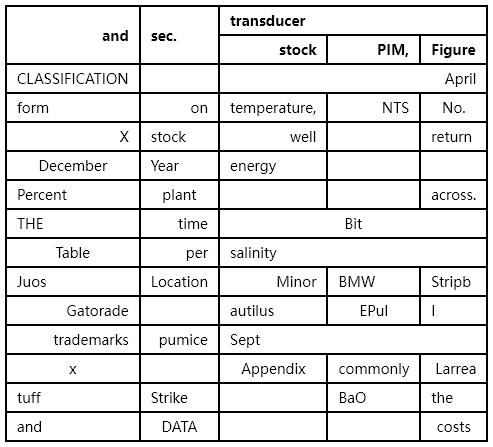 and sec. transducer
stock PIM, Figure
CLASSIFICATION April
form on temperature, NTS No.
X stock well return
December Year energy
Percent plant across.
THE time Bit
Table per salinity
Juos Location Minor BMW Stripb
Gatorade autilus EPuI I
trademarks pumice Sept
x Appendix commonly Larrea
tuff Strike BaO the
and DATA costs